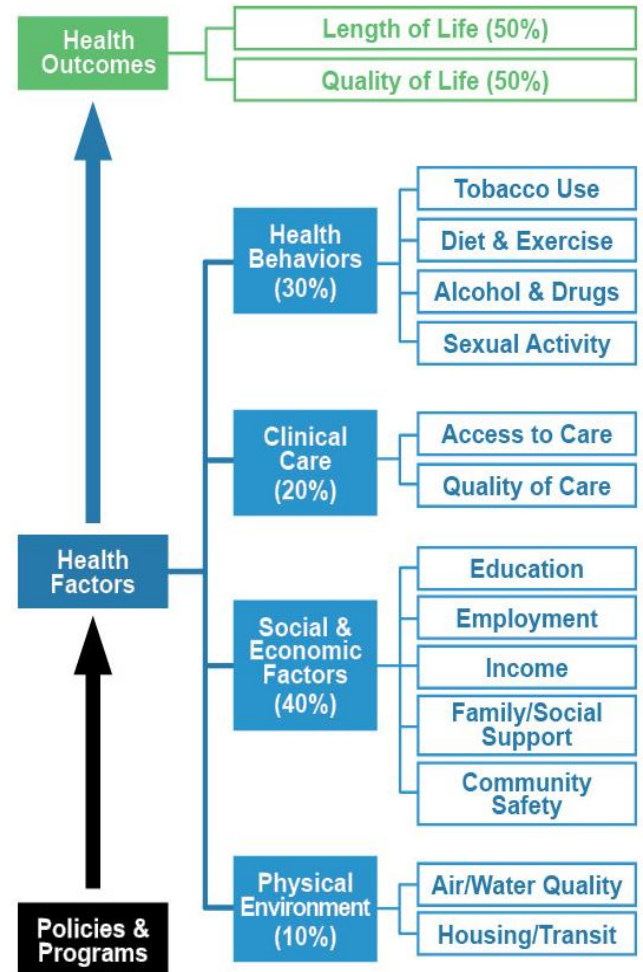 Health
Outcomes
Length of Life (50%)
Quality of Life (50%)
Health
Behaviors
(30%)
Tobacco Use
Diet & Exercise
Alcohol & Drugs
Sexual Activity
Clinical
Care
(20%)
Access to Care
Quality of Care
Health
Factors
Social &
Economic
Factors
(40%)
Education
Employment
Income
Family/Social
Support
Community
Safety
Physical
Environment
(10%)
Air/Water Quality
Housing/Transit
Policies &
Programs